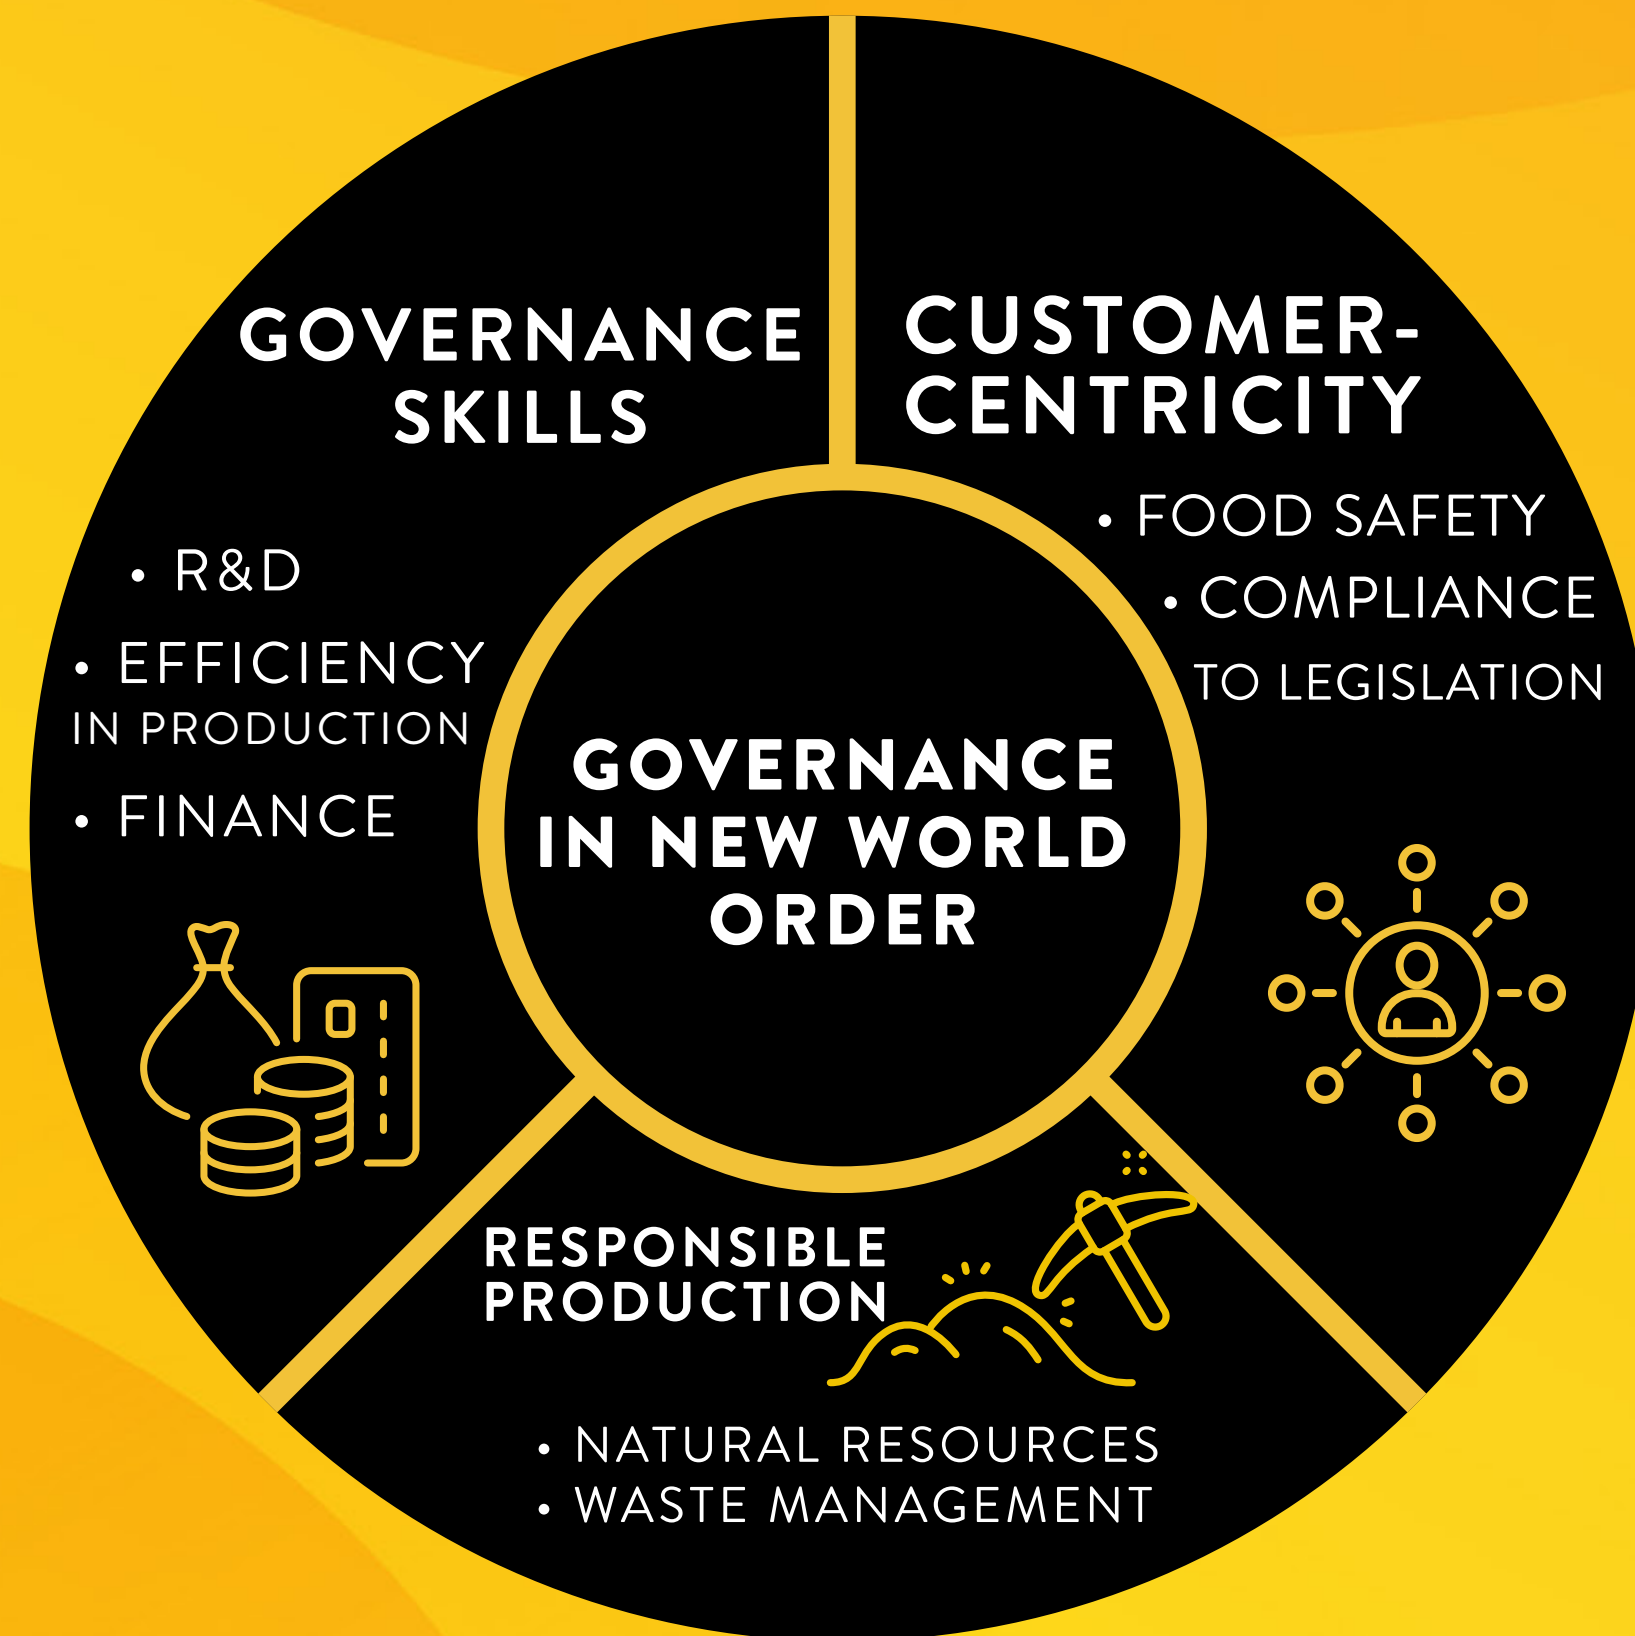 GOVERNANCE
SKILLS
• R&D
• EFFICIENCY
IN PRODUCTION
• FINANCE
CUSTOMER-
CENTRICITY
• FOOD SAFETY
• COMPLIANCE
TO LEGISLATION
GOVERNANCE
IN NEW WORLD
ORDER
RESPONSIBLE
PRODUCTION
• NATURAL RESOURCES
• WASTE MANAGEMENT